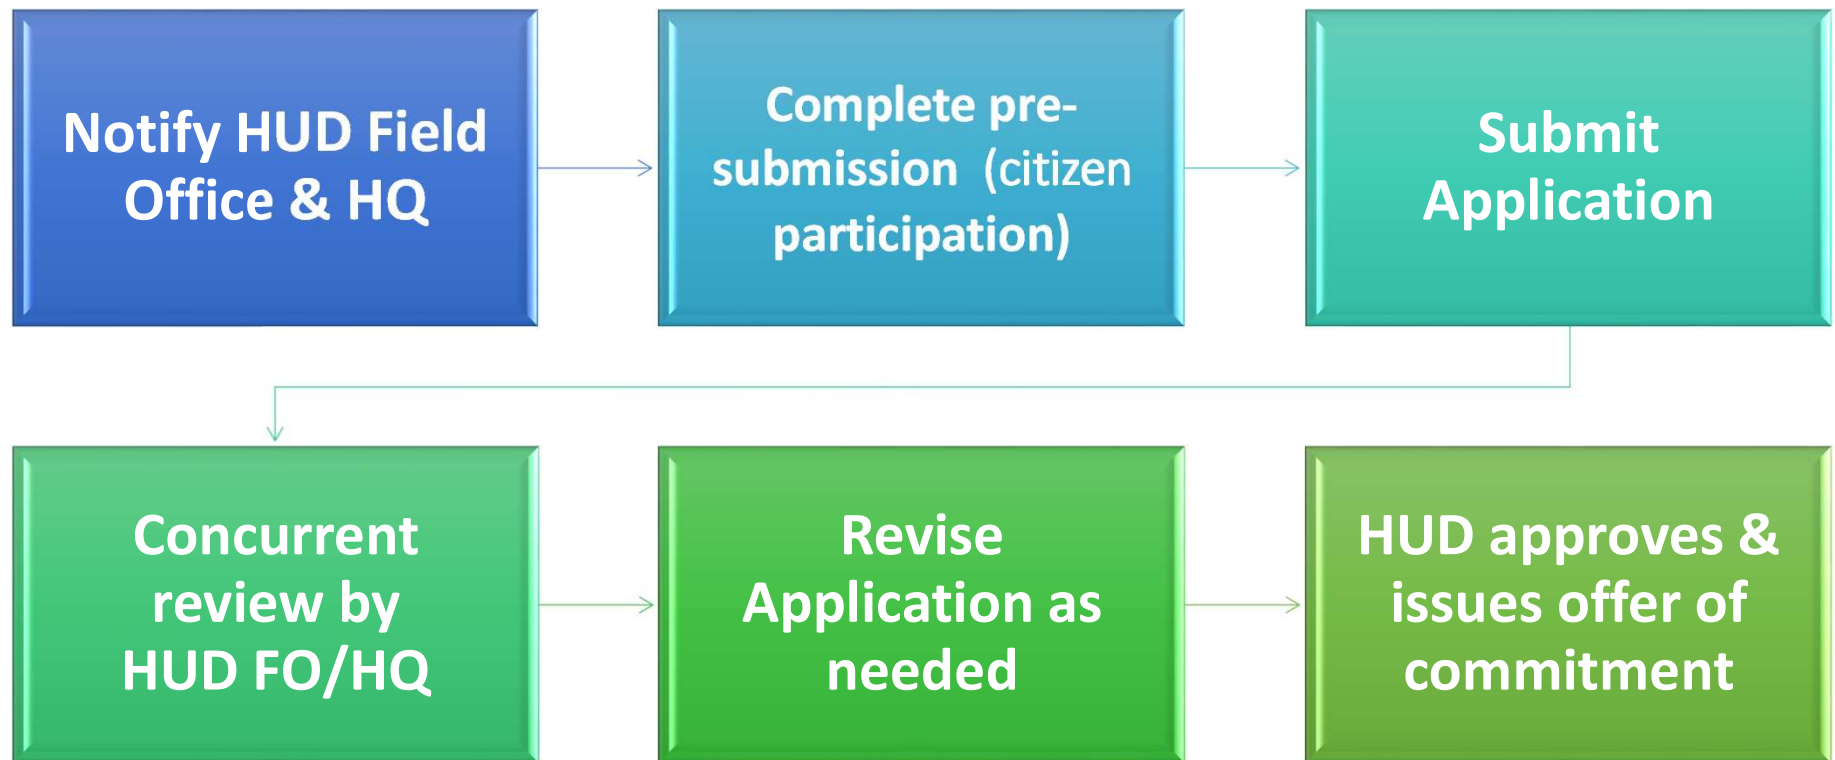 Notify HUD Field
Office & HQ
Complete pre-
submission (citizen
participation)
Submit
Application
Concurrent
review by
HUD FO/HQ
Revise
Application as
needed
HUD approves &
issues offer of
commitment